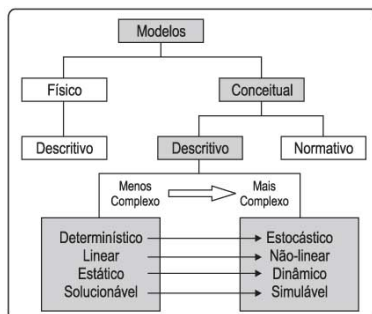 Modelos
Físico
Conceitual
Descritivo
Descritivo
Normativo
Menos Complexo
Mais Complexo
Determinístico
Estocástico
Linear
Não-linear
Estático
Dinâmico
Solucionável
Simulável